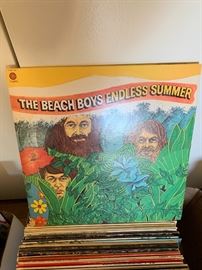 THE BEACH BOYS ENDLESS SUMMER